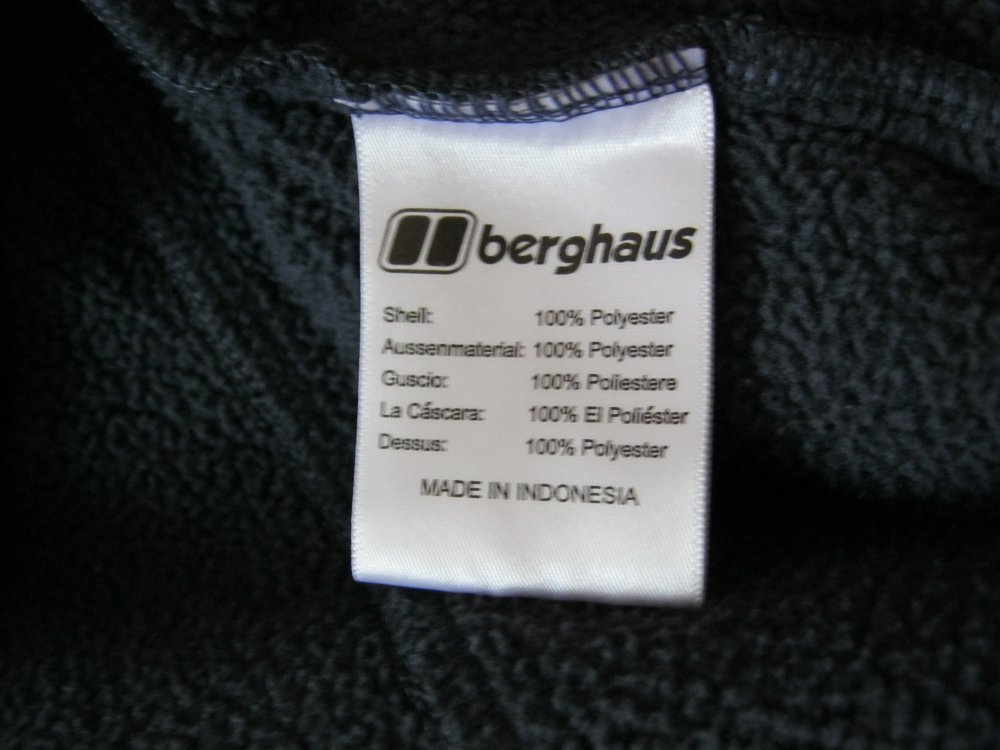 berghaus
Shell: 100% Polyester
Aussenmaterial: 100% Polyester
Guscio: 100% Poliestere
La Cáscara: 100% El Poliéster
Dessus: 100% Polyester
MADE IN INDONESIA